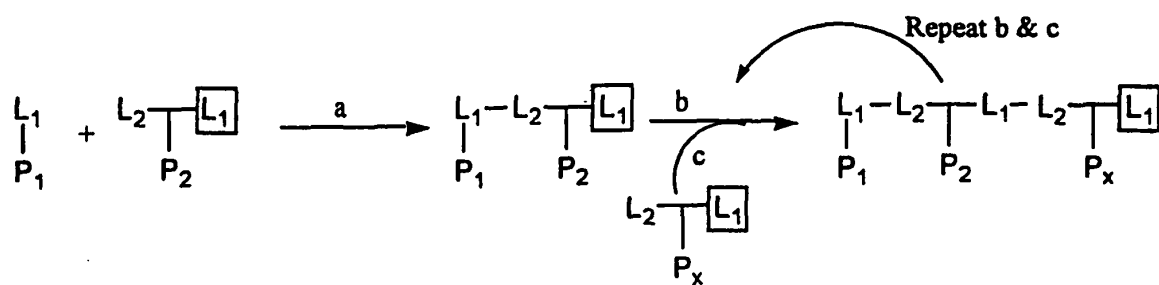 Repeat b & c
L₁ + L₂ L₁ a L₁ L₂ L₁ b L₁ L₂ L₁ L₂ L₁
P₁ P₂ P₁ P₂ c P₁ P₂ Pₓ
L₂ L₁
Pₓ